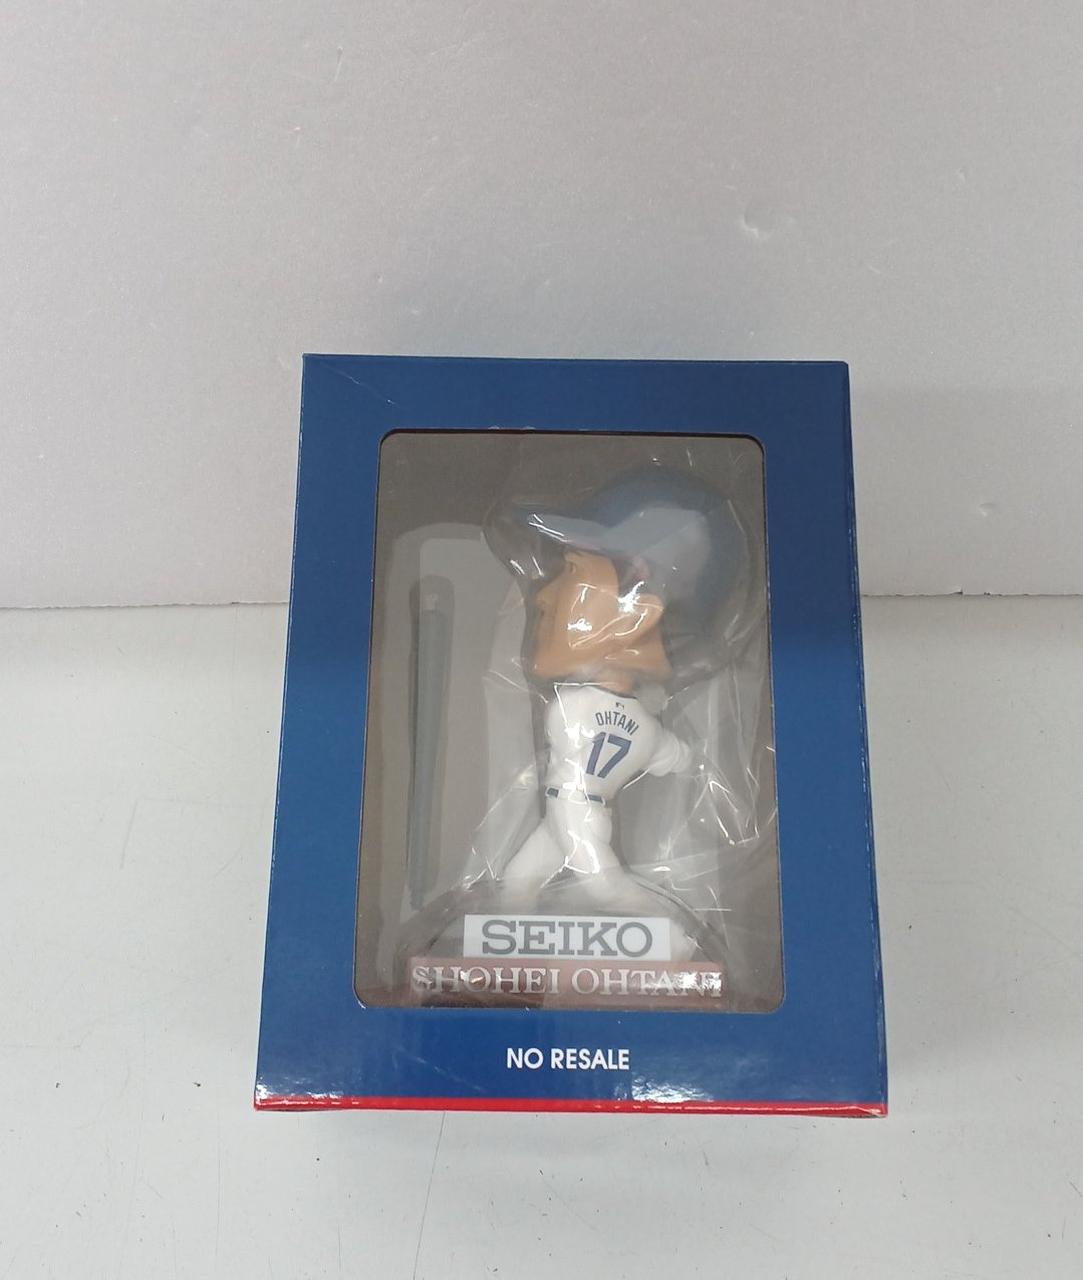 OHTANI
17
SEIKO
SHOHEI OHTANI
NO RESALE